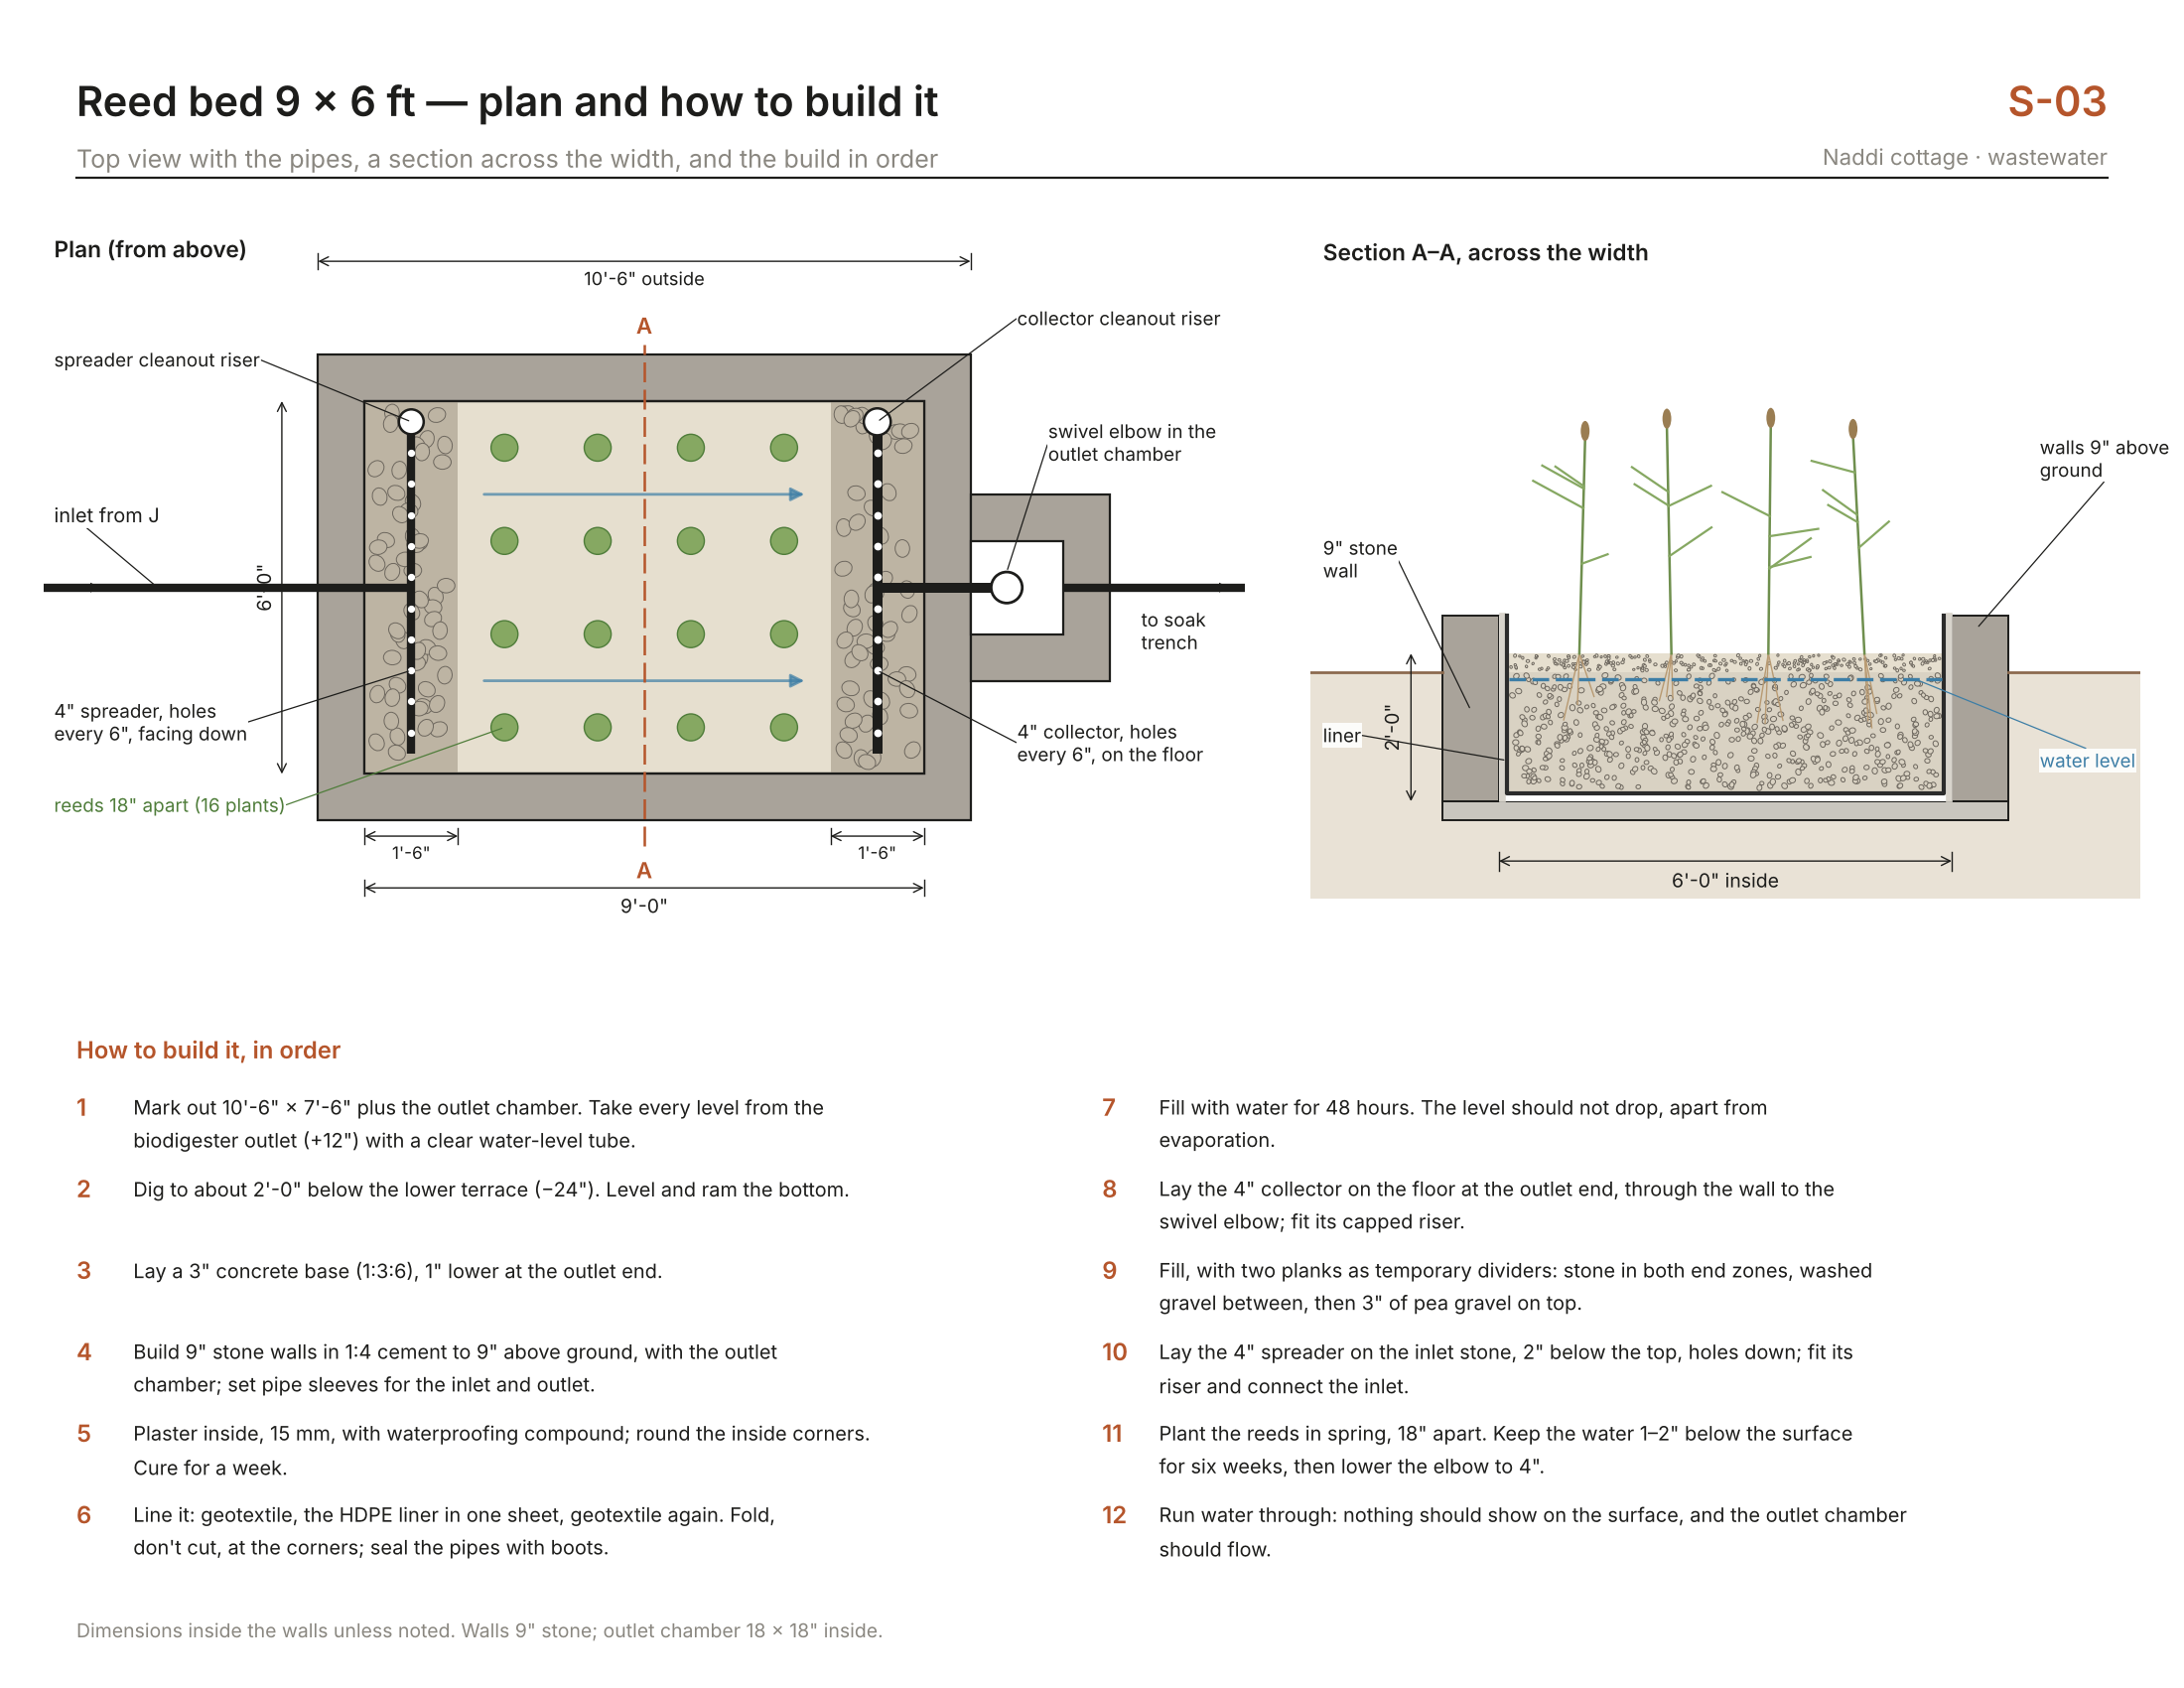 Reed bed 9 × 6 ft — plan and how to build it
S-03
Top view with the pipes, a section across the width, and the build in order
Naddi cottage · wastewater
Plan (from above)
10'-6" outside
A
collector cleanout riser
spreader cleanout riser
swivel elbow in the
outlet chamber
inlet from J
6'-0"
to soak
trench
4" spreader, holes
every 6", facing down
4" collector, holes
every 6", on the floor
reeds 18" apart (16 plants)
1'-6"
1'-6"
A
9'-0"
Section A–A, across the width
walls 9" above
ground
9" stone
wall
liner
2'-0"
water level
6'-0" inside
How to build it, in order
1 Mark out 10'-6" × 7'-6" plus the outlet chamber. Take every level from the
biodigester outlet (+12") with a clear water-level tube.
2 Dig to about 2'-0" below the lower terrace (−24"). Level and ram the bottom.
3 Lay a 3" concrete base (1:3:6), 1" lower at the outlet end.
4 Build 9" stone walls in 1:4 cement to 9" above ground, with the outlet
chamber; set pipe sleeves for the inlet and outlet.
5 Plaster inside, 15 mm, with waterproofing compound; round the inside corners.
Cure for a week.
6 Line it: geotextile, the HDPE liner in one sheet, geotextile again. Fold,
don't cut, at the corners; seal the pipes with boots.
7 Fill with water for 48 hours. The level should not drop, apart from
evaporation.
8 Lay the 4" collector on the floor at the outlet end, through the wall to the
swivel elbow; fit its capped riser.
9 Fill, with two planks as temporary dividers: stone in both end zones, washed
gravel between, then 3" of pea gravel on top.
10 Lay the 4" spreader on the inlet stone, 2" below the top, holes down; fit its
riser and connect the inlet.
11 Plant the reeds in spring, 18" apart. Keep the water 1–2" below the surface
for six weeks, then lower the elbow to 4".
12 Run water through: nothing should show on the surface, and the outlet chamber
should flow.
Dimensions inside the walls unless noted. Walls 9" stone; outlet chamber 18 × 18" inside.